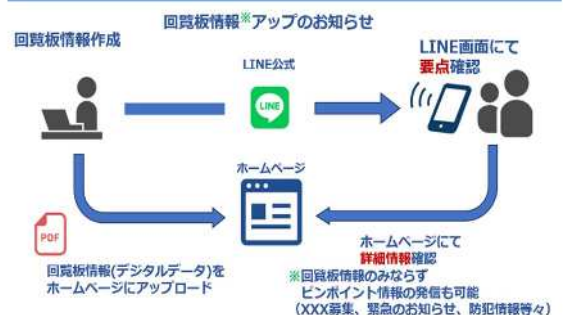 回覧板情報※アップのお知らせ
回覧板情報作成
LINE公式
LINE
LINE画面にて
要点確認
ホームページ
PDF
回覧板情報(デジタルデータ)を
ホームページにアップロード
ホームページにて
詳細情報確認
※回覧板情報のみならず
ピンポイント情報の発信も可能
(XXX募集、緊急のお知らせ、防犯情報等々)